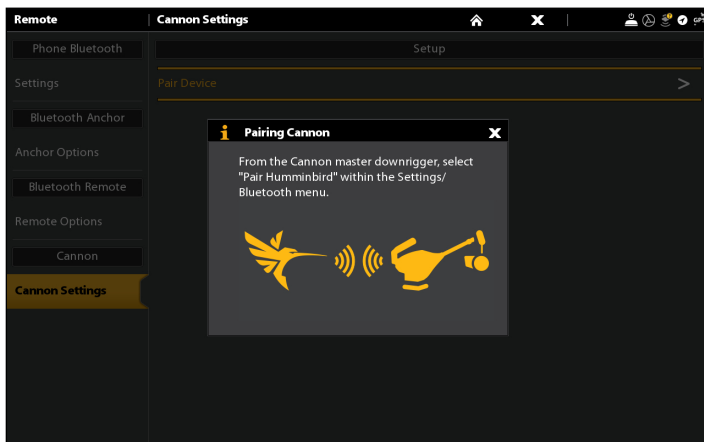 Remote
Cannon Settings
Phone Bluetooth
Settings
Bluetooth Anchor
Anchor Options
Bluetooth Remote
Remote Options
Cannon
Cannon Settings
Setup
Pair Device
Pairing Cannon
From the Cannon master downrigger, select
"Pair Humminbird" within the Settings/
Bluetooth menu.